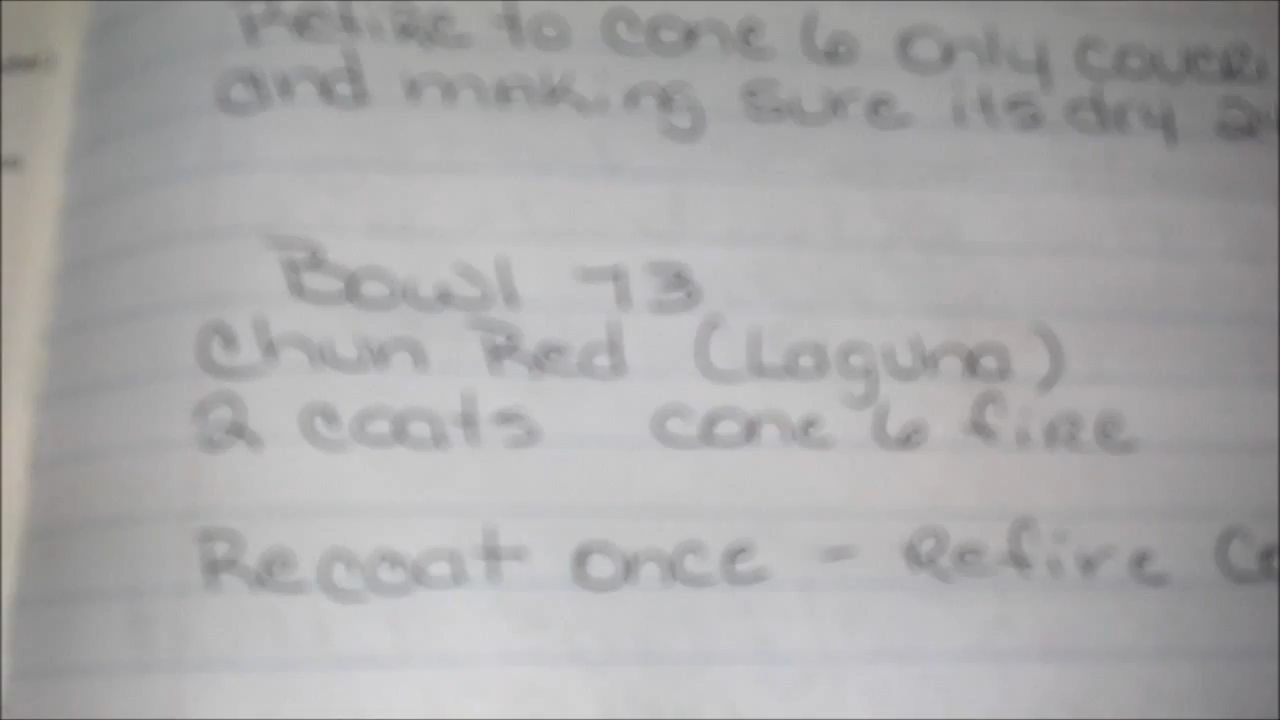 Refire to cone 6 only
and making sure its dry
Bowl 73
Chun Red (Laguna)
2 coats cone 6 fire
Recoat once - Refire